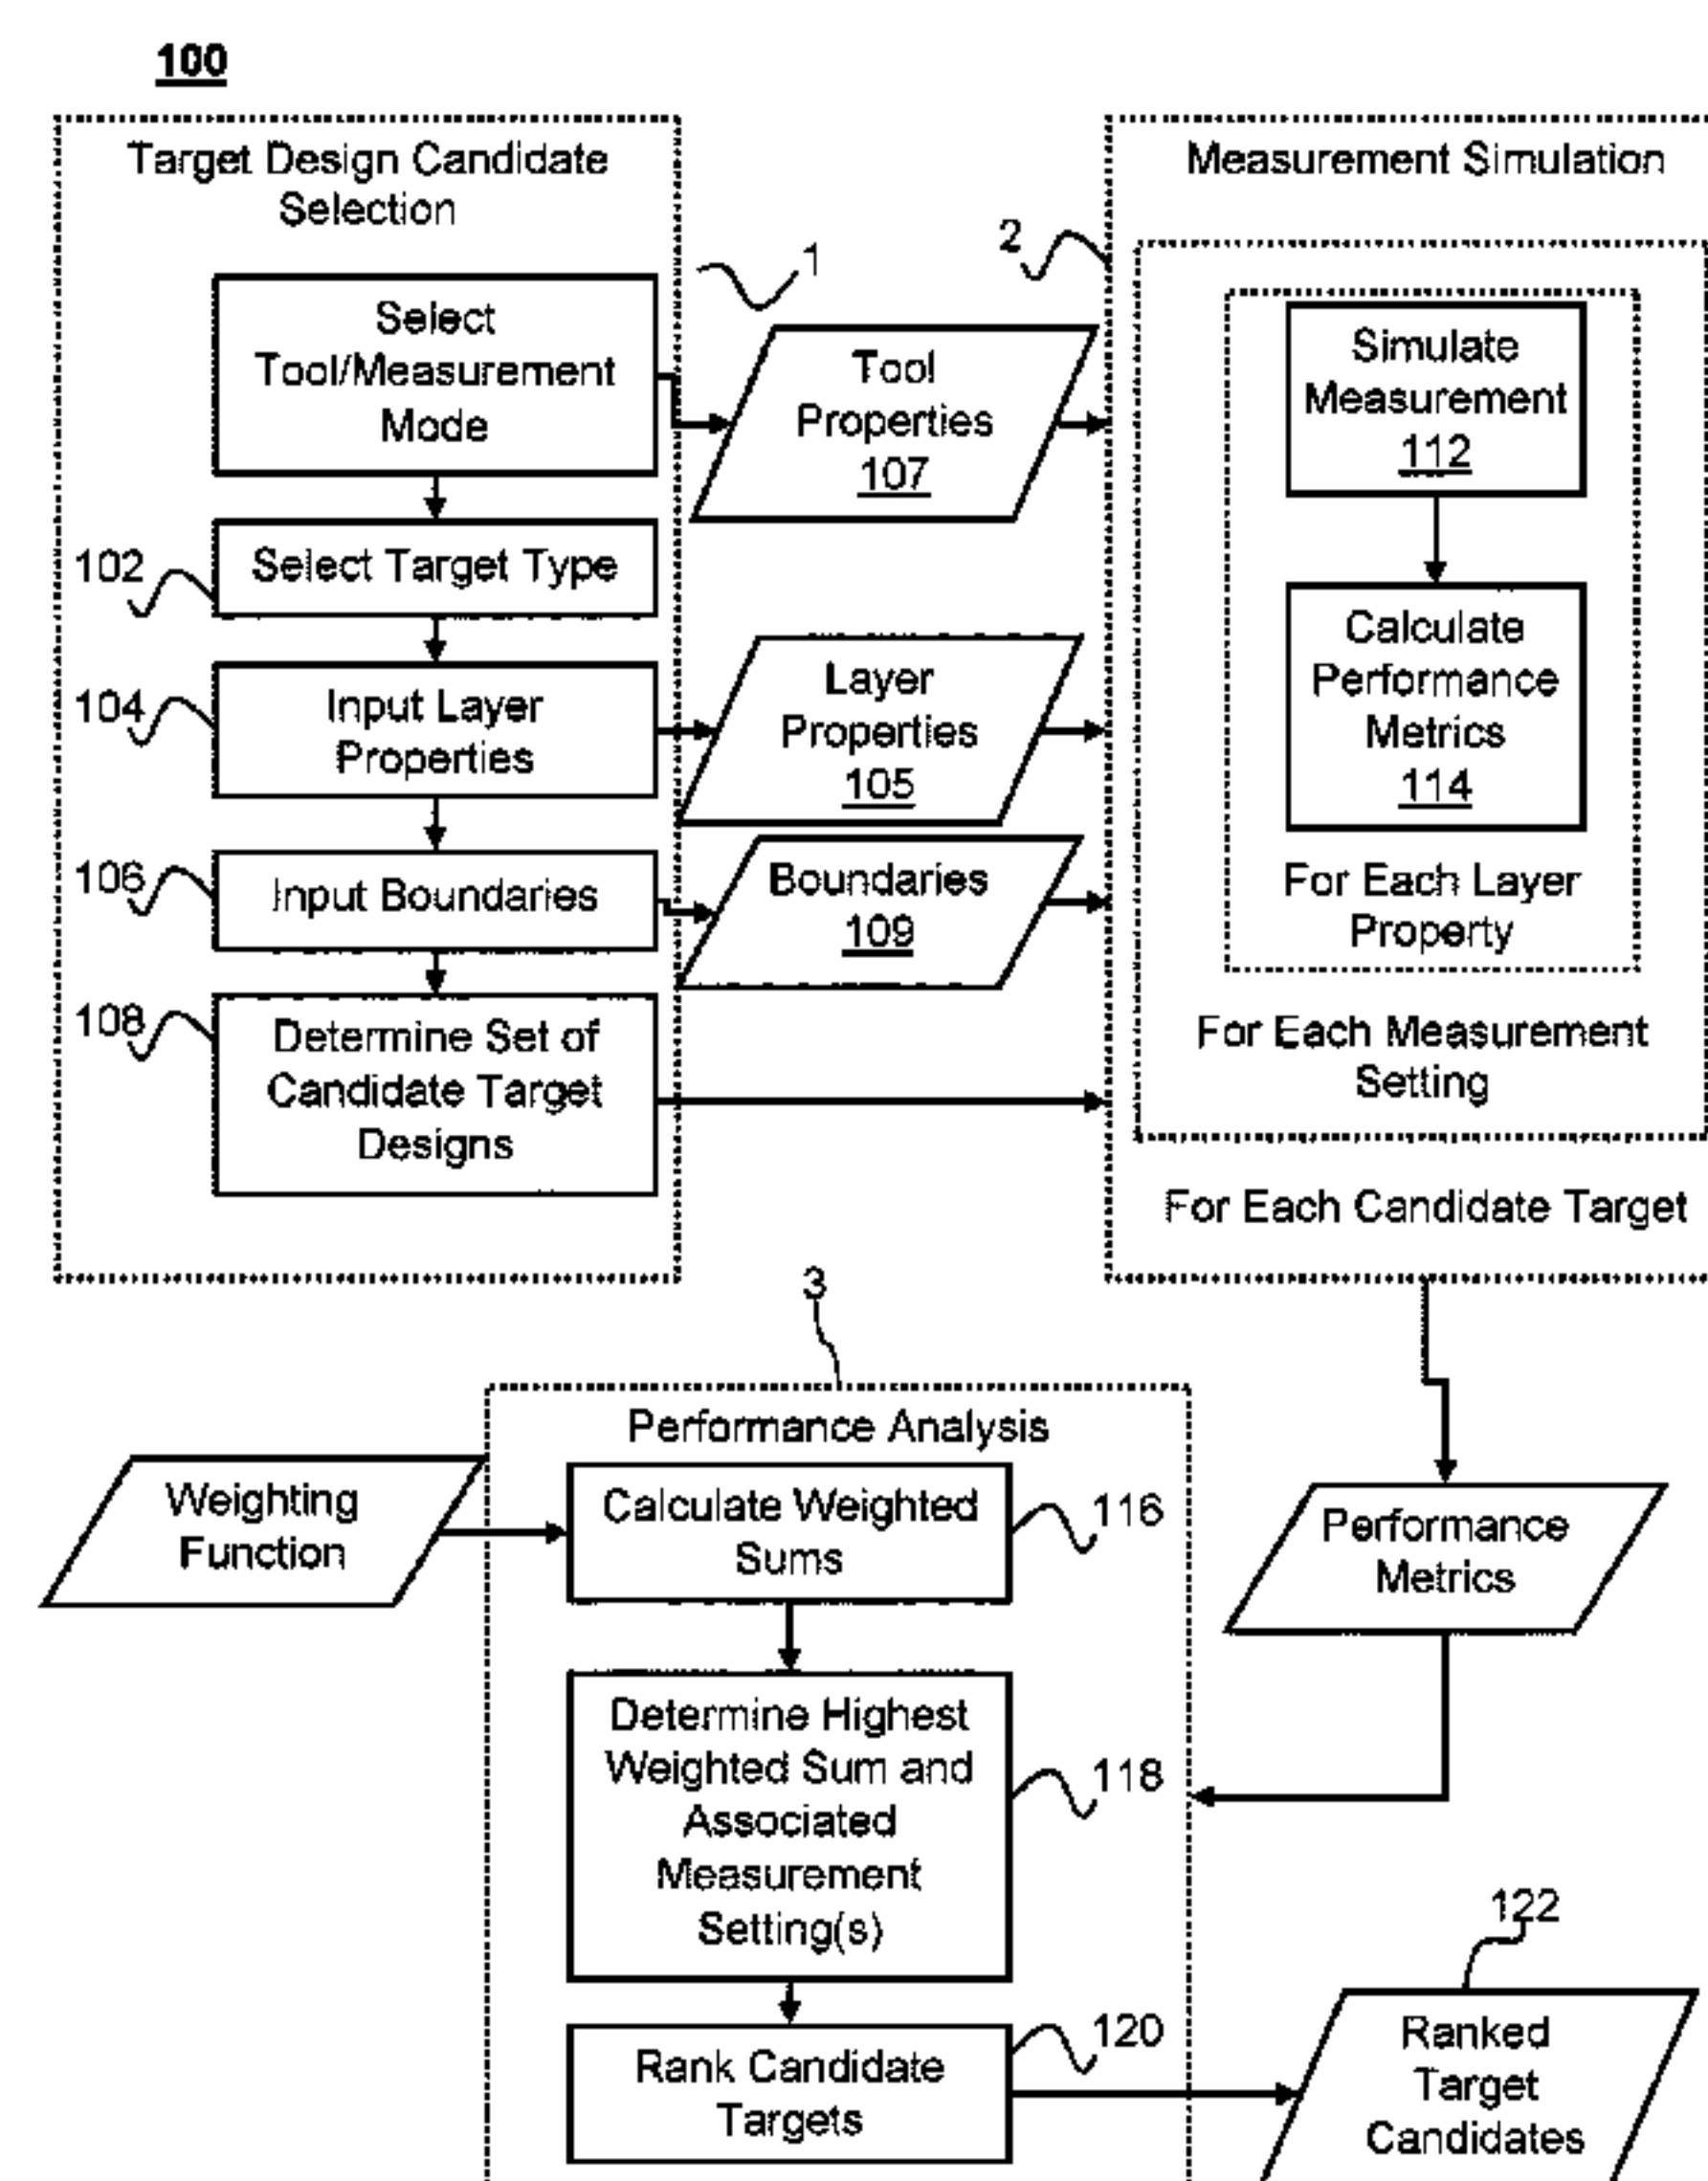 100
Target Design Candidate
Selection
1
Select
Tool/Measurement
Mode
102
Select Target Type
104
Input Layer
Properties
106
Input Boundaries
108
Determine Set of
Candidate Target
Designs
Tool
Properties
107
Layer
Properties
105
Boundaries
109
2
Measurement Simulation
Simulate
Measurement
112
Calculate
Performance
Metrics
114
For Each Layer
Property
For Each Measurement
Setting
For Each Candidate Target
3
Performance Analysis
Weighting
Function
Calculate Weighted
Sums
116
Performance
Metrics
Determine Highest
Weighted Sum and
Associated
Measurement
Setting(s)
118
Rank Candidate
Targets
120
122
Ranked
Target
Candidates